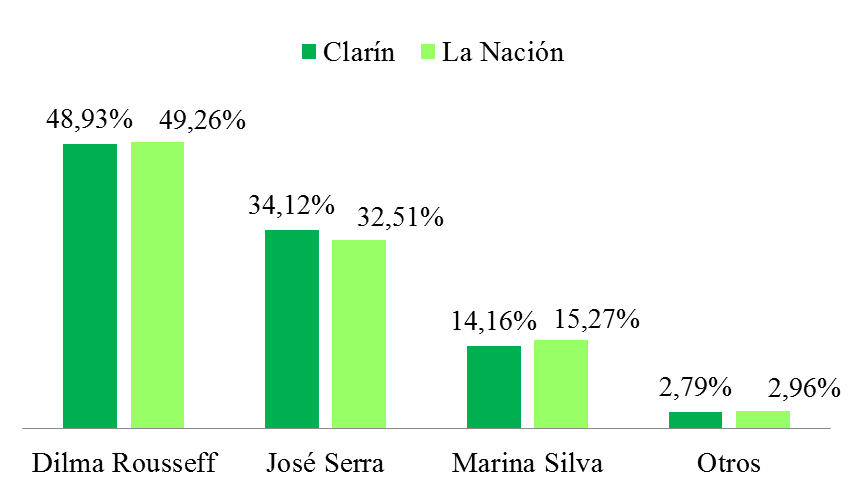 Clarín La Nación
48,93% 49,26%
34,12% 32,51%
14,16% 15,27%
2,79% 2,96%
Dilma Rousseff José Serra Marina Silva Otros